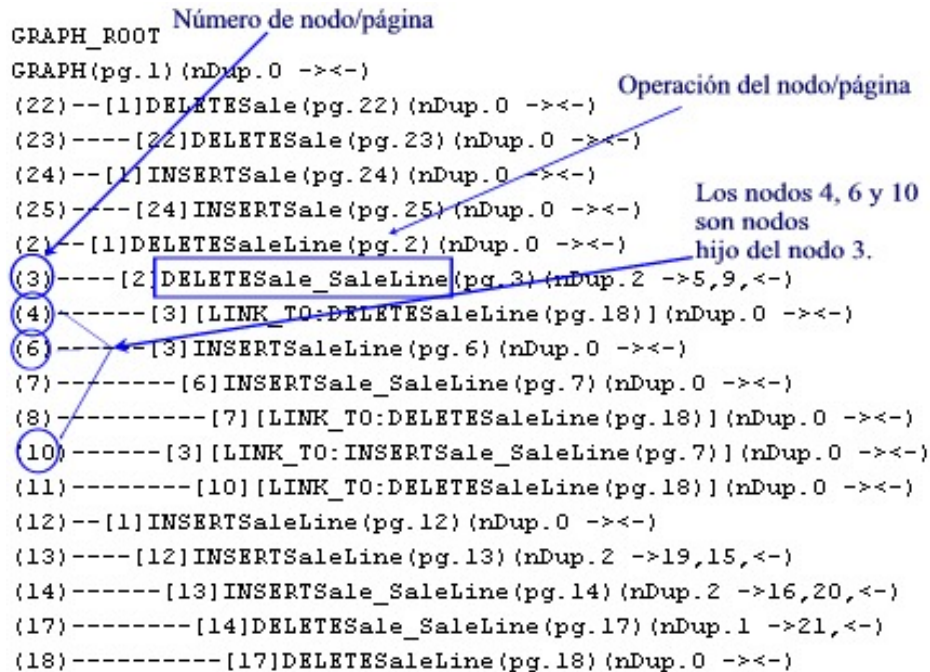 Número de nodo/página
GRAPH_ROOT
GRAPH(pg.1)(nDup.0 -><-)
Operación del nodo/página
(22)--[1]DELETESale(pg.22)(nDup.0 -><-)
(23)----[22]DELETESale(pg.23)(nDup.0 -><-)
(24)--[1]INSERTSale(pg.24)(nDup.0 -><-)
(25)----[24]INSERTSale(pg.25)(nDup.0 -><-)
Los nodos 4, 6 y 10
son nodos
hijo del nodo 3.
(2)--[1]DELETESaleLine(pg.2)(nDup.0 -><-)
(3)----[2]DELETESale_SaleLine(pg.3)(nDup.2 ->5,9,<-)
(4)------[3][LINK_TO:DELETESaleLine(pg.18)](nDup.0 -><-)
(6)------[3]INSERTSaleLine(pg.6)(nDup.0 -><-)
(7)--------[6]INSERTSale_SaleLine(pg.7)(nDup.0 -><-)
(8)----------[7][LINK_TO:DELETESaleLine(pg.18)](nDup.0 -><-)
(10)------[3][LINK_TO:INSERTSale_SaleLine(pg.7)](nDup.0 -><-)
(11)--------[10][LINK_TO:DELETESaleLine(pg.18)](nDup.0 -><-)
(12)--[1]INSERTSaleLine(pg.12)(nDup.0 -><-)
(13)----[12]INSERTSaleLine(pg.13)(nDup.2 ->19,15,<-)
(14)------[13]INSERTSale_SaleLine(pg.14)(nDup.2 ->16,20,<-)
(17)--------[14]DELETESale_SaleLine(pg.17)(nDup.1 ->21,<-)
(18)----------[17]DELETESaleLine(pg.18)(nDup.0 -><-)